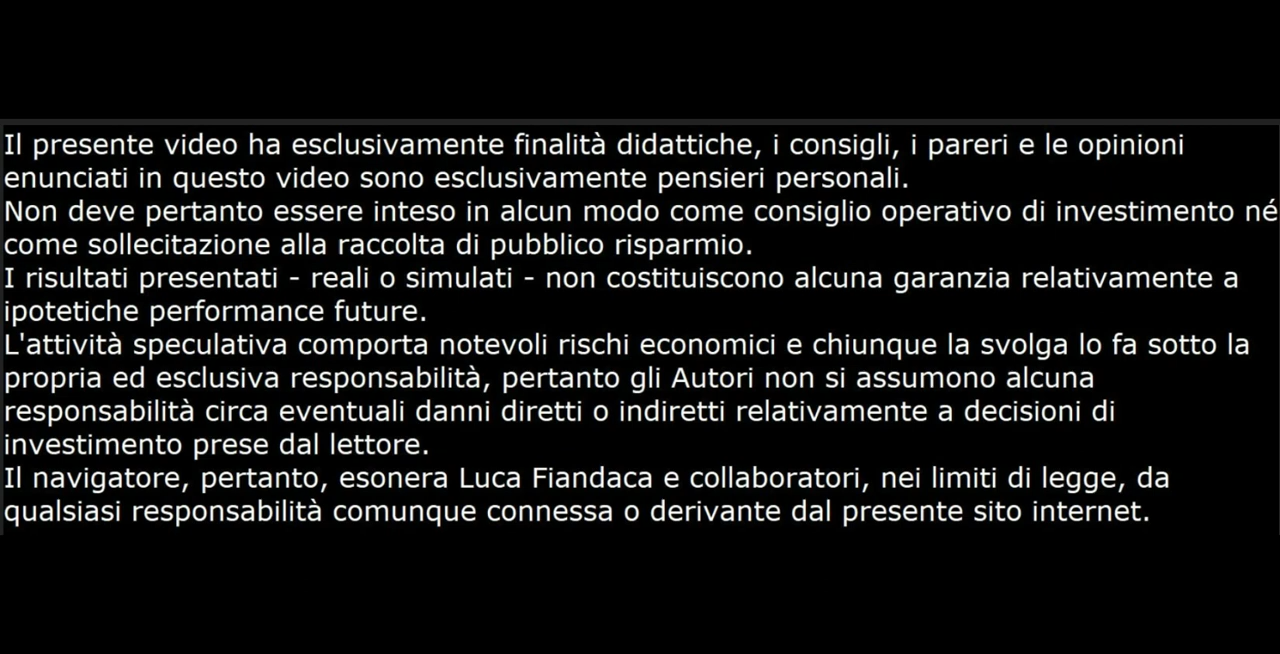 Il presente video ha esclusivamente finalità didattiche, i consigli, i pareri e le opinioni
enunciati in questo video sono esclusivamente pensieri personali.
Non deve pertanto essere inteso in alcun modo come consiglio operativo di investimento né
come sollecitazione alla raccolta di pubblico risparmio.
I risultati presentati - reali o simulati - non costituiscono alcuna garanzia relativamente a
ipotetiche performance future.
L'attività speculativa comporta notevoli rischi economici e chiunque la svolga lo fa sotto la
propria ed esclusiva responsabilità, pertanto gli Autori non si assumono alcuna
responsabilità circa eventuali danni diretti o indiretti relativamente a decisioni di
investimento prese dal lettore.
Il navigatore, pertanto, esonera Luca Fiandaca e collaboratori, nei limiti di legge, da
qualsiasi responsabilità comunque connessa o derivante dal presente sito internet.